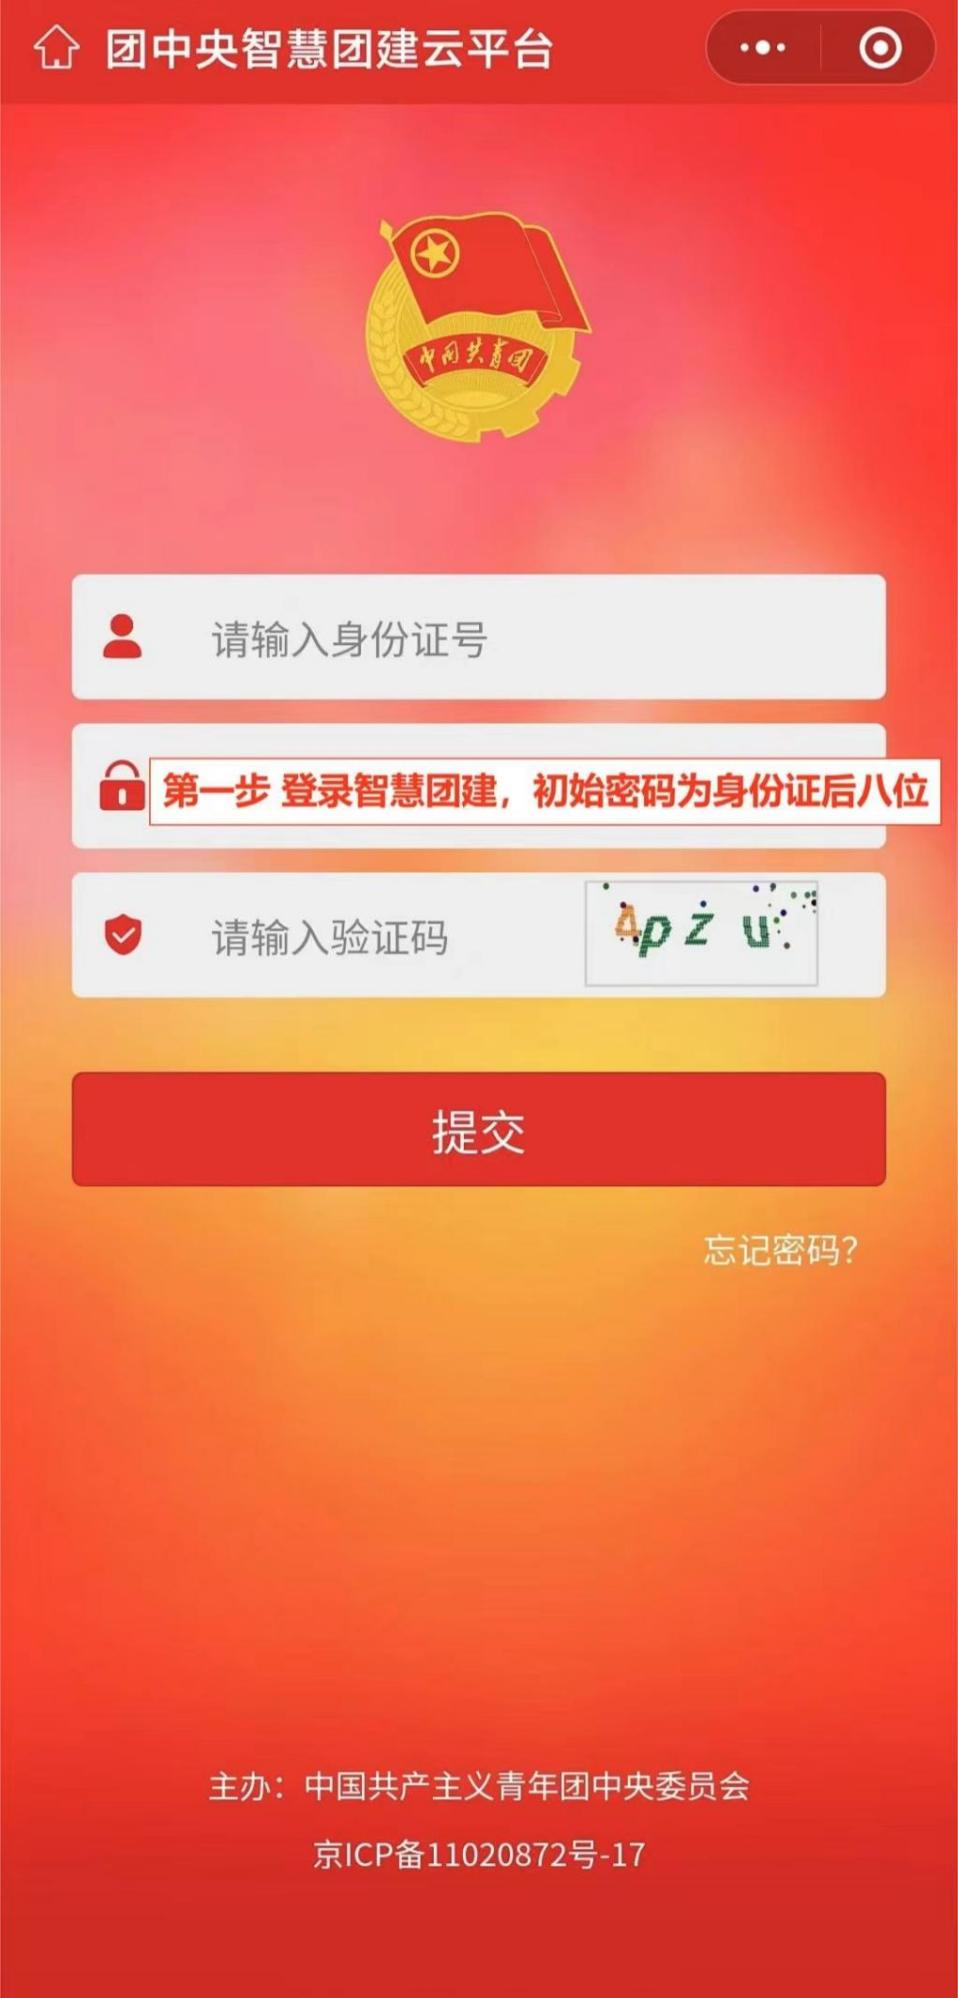 团中央智慧团建云平台
中国共青团
请输入身份证号
第一步 登录智慧团建，初始密码为身份证后八位
请输入验证码
4pzu
提交
忘记密码？
主办：中国共产主义青年团中央委员会
京ICP备11020872号-17